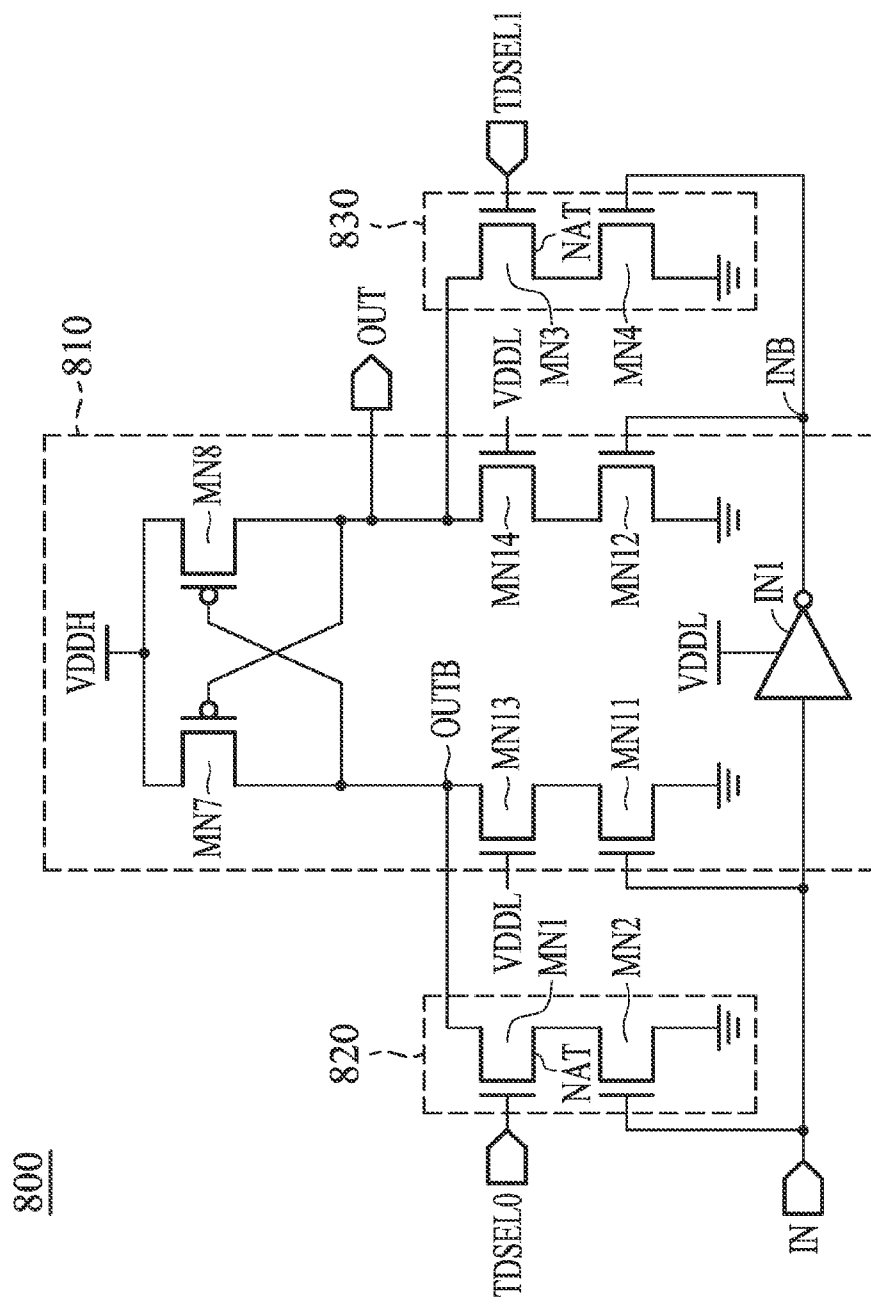 800
810
VDDH
MN7
MN8
OUT
OUTB
820
830
TDSEL0
NAT
MN1
MN2
VDDL
MN13
MN11
VDDL
MN14
MN12
TDSEL1
NAT
MN3
MN4
VDDL
IN1
INB
IN